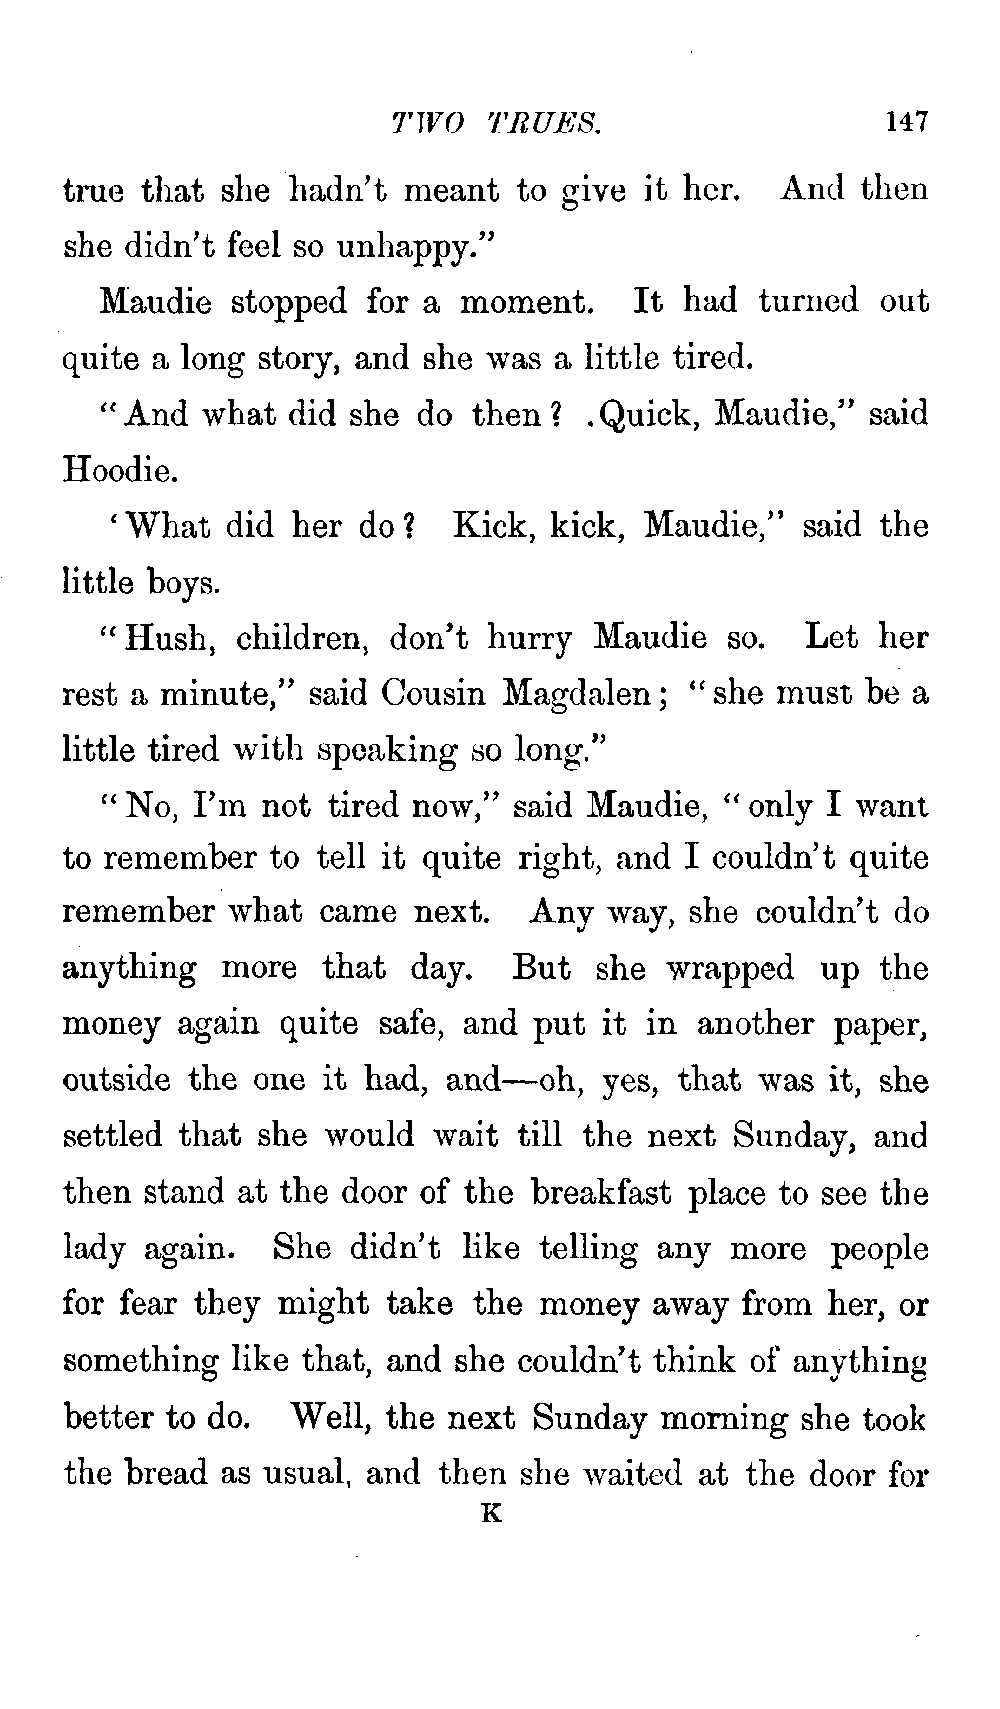 TWO TRUES. 147
true that she hadn't meant to give it her. And then
she didn't feel so unhappy."
Maudie stopped for a moment. It had turned out
quite a long story, and she was a little tired.
"And what did she do then? .Quick, Maudie," said
Hoodie.
'What did her do? Kick, kick, Maudie," said the
little boys.
"Hush, children, don't hurry Maudie so. Let her
rest a minute," said Cousin Magdalen; "she must be a
little tired with speaking so long."
"No, I'm not tired now," said Maudie, "only I want
to remember to tell it quite right, and I couldn't quite
remember what came next. Any way, she couldn't do
anything more that day. But she wrapped up the
money again quite safe, and put it in another paper,
outside the one it had, and—oh, yes, that was it, she
settled that she would wait till the next Sunday, and
then stand at the door of the breakfast place to see the
lady again. She didn't like telling any more people
for fear they might take the money away from her, or
something like that, and she couldn't think of anything
better to do. Well, the next Sunday morning she took
the bread as usual, and then she waited at the door for
K